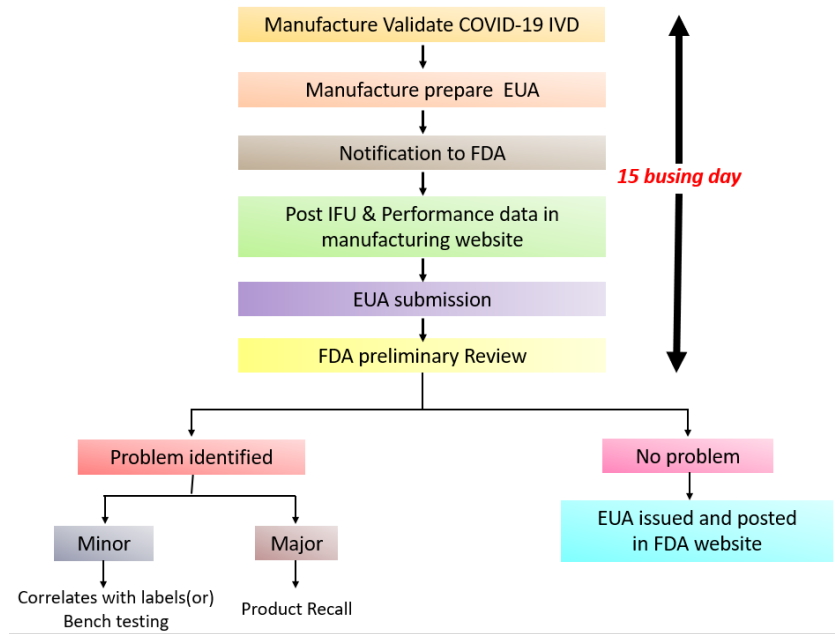 Manufacture Validate COVID-19 IVD
Manufacture prepare EUA
Notification to FDA
15 busing day
Post IFU & Performance data in
manufacturing website
EUA submission
FDA preliminary Review
Problem identified
No problem
Minor
Major
EUA issued and posted
in FDA website
Correlates with labels(or)
Bench testing
Product Recall